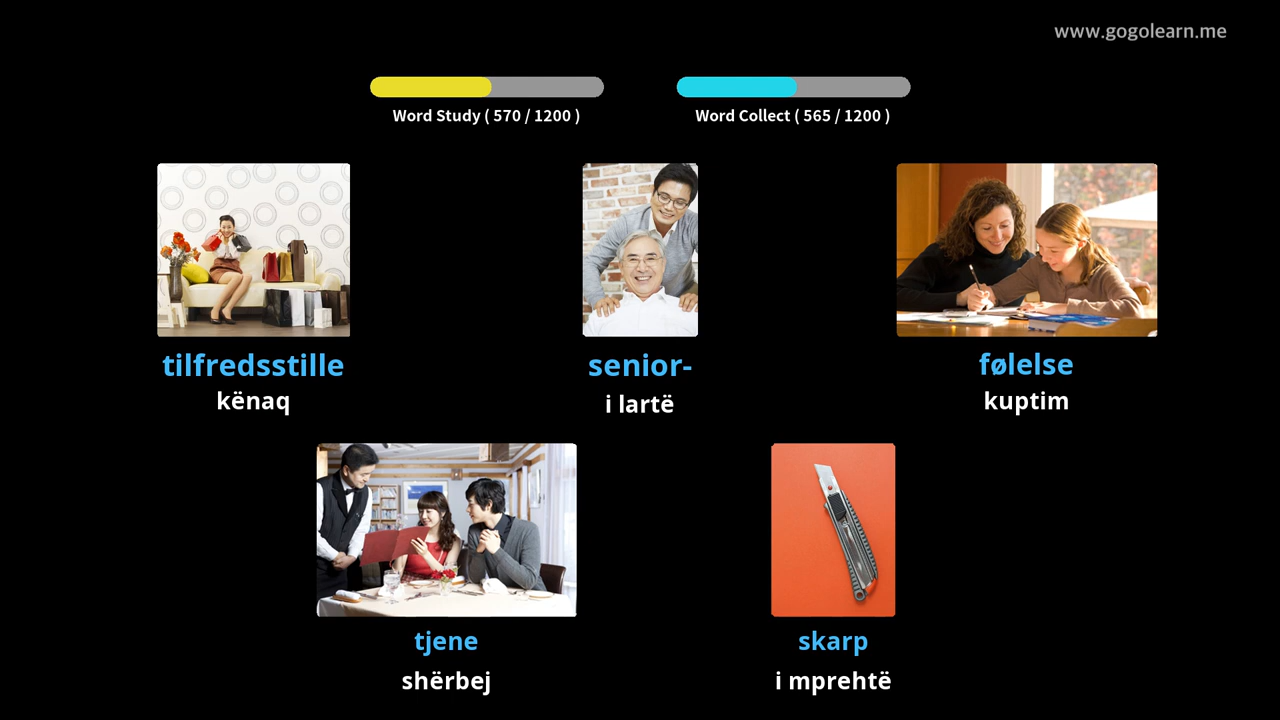 www.gogolearn.me
Word Study ( 570 / 1200 )
Word Collect ( 565 / 1200 )
tilfredsstille
kënaq
senior-
i lartë
følelse
kuptim
tjene
shërbej
skarp
i mprehtë